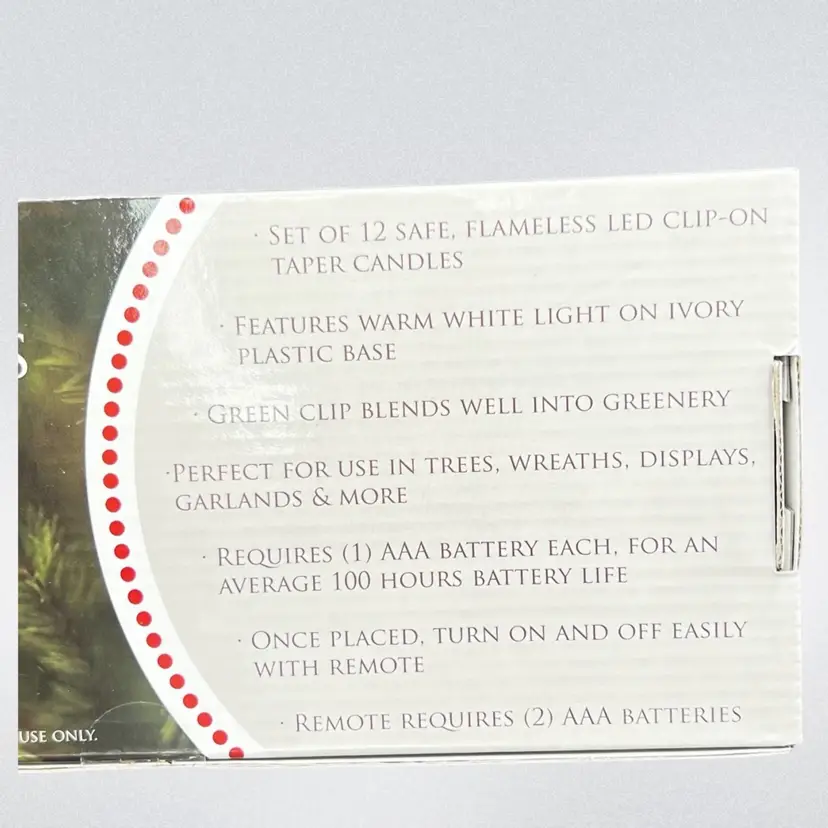 · SET OF 12 SAFE, FLAMELESS LED CLIP-ON
TAPER CANDLES
· FEATURES WARM WHITE LIGHT ON IVORY
PLASTIC BASE
· GREEN CLIP BLENDS WELL INTO GREENERY
·PERFECT FOR USE IN TREES, WREATHS, DISPLAYS,
GARLANDS & MORE
· REQUIRES (1) AAA BATTERY EACH, FOR AN
AVERAGE 100 HOURS BATTERY LIFE
· ONCE PLACED, TURN ON AND OFF EASILY
WITH REMOTE
· REMOTE REQUIRES (2) AAA BATTERIES
S
USE ONLY.